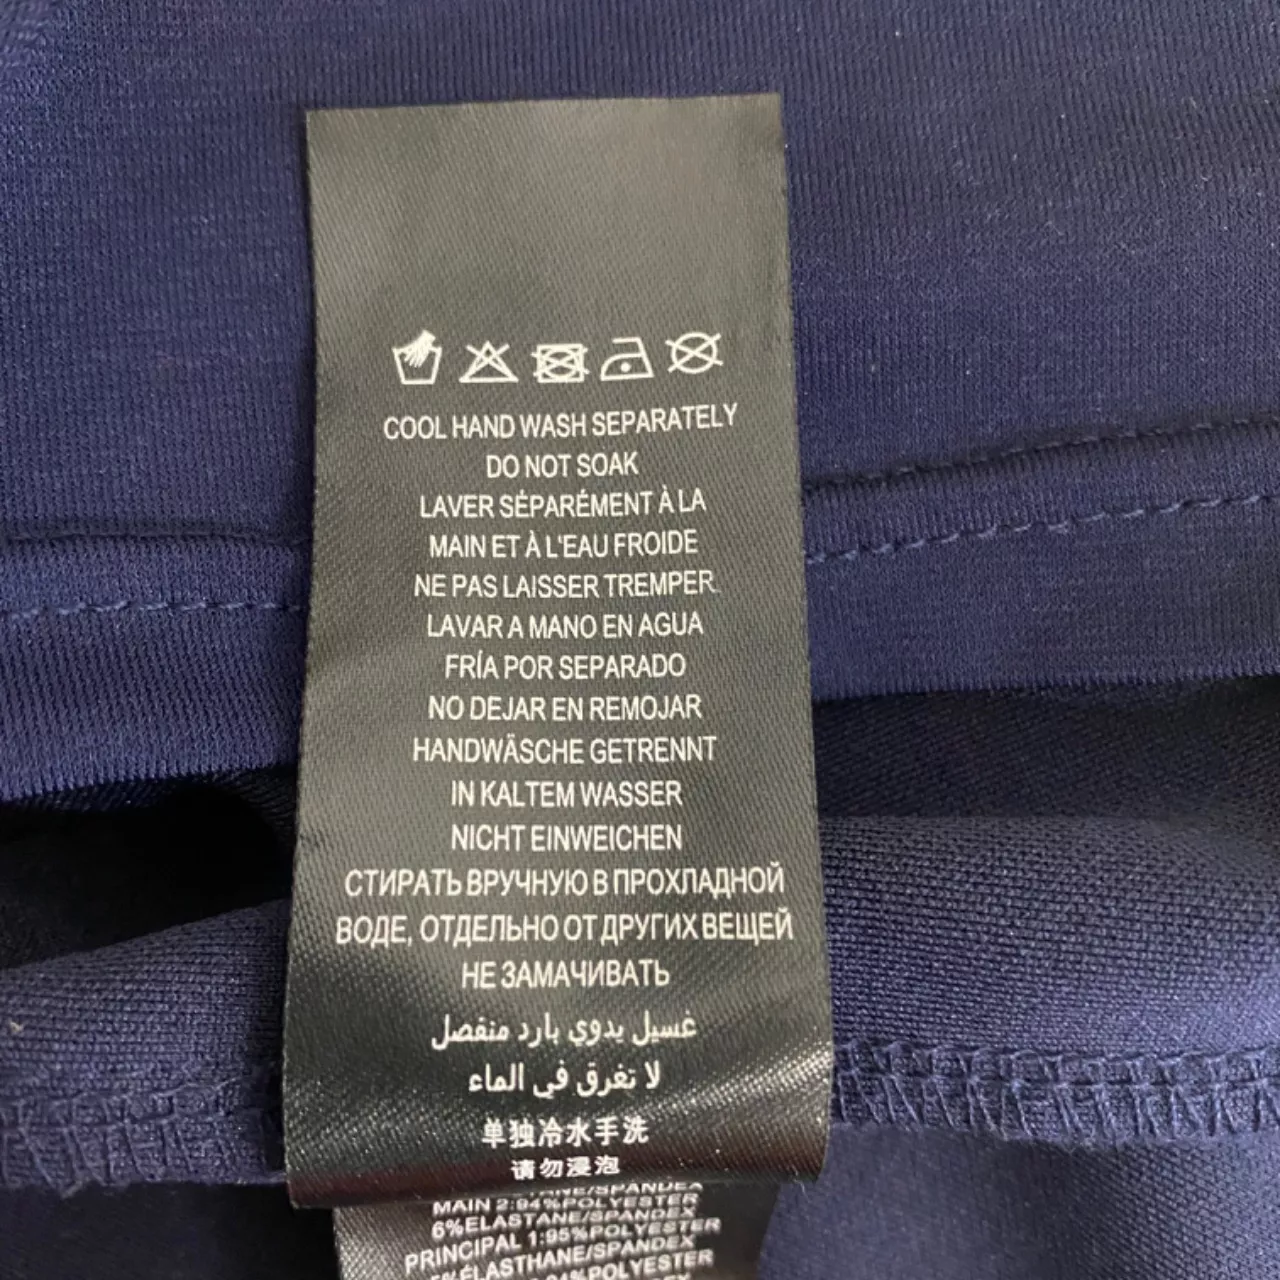 COOL HAND WASH SEPARATELY
DO NOT SOAK
LAVER SÉPARÉMENT À LA
MAIN ET À L'EAU FROIDE
NE PAS LAISSER TREMPER.
LAVAR A MANO EN AGUA
FRÍA POR SEPARADO
NO DEJAR EN REMOJAR
HANDWÄSCHE GETRENNT
IN KALTEM WASSER
NICHT EINWEICHEN
СТИРАТЬ ВРУЧНУЮ В ПРОХЛАДНОЙ
ВОДЕ, ОТДЕЛЬНО ОТ ДРУГИХ ВЕЩЕЙ
НЕ ЗАМАЧИВАТЬ
غسيل يدوي بارد منفصل
لا تغرق في الماء
单独冷水手洗
请勿浸泡
MAIN 2:94%POLYESTER
6%ELASTANE/SPANDEX
PRINCIPAL 1:95%POLYESTER
5%ÉLASTHANE/SPANDEX